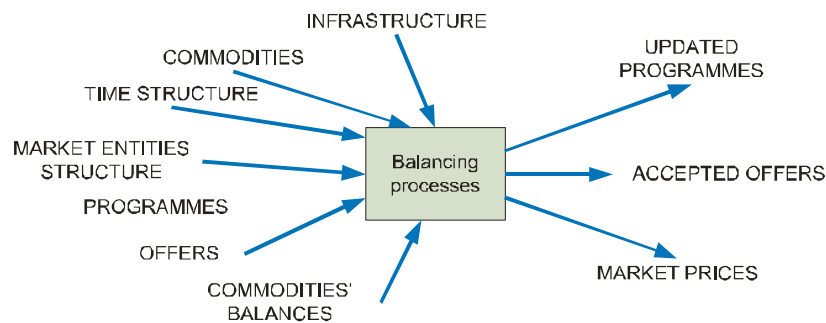 INFRASTRUCTURE
COMMODITIES
TIME STRUCTURE
MARKET ENTITIES
STRUCTURE
PROGRAMMES
OFFERS
COMMODITIES'
BALANCES
Balancing
processes
UPDATED
PROGRAMMES
ACCEPTED OFFERS
MARKET PRICES